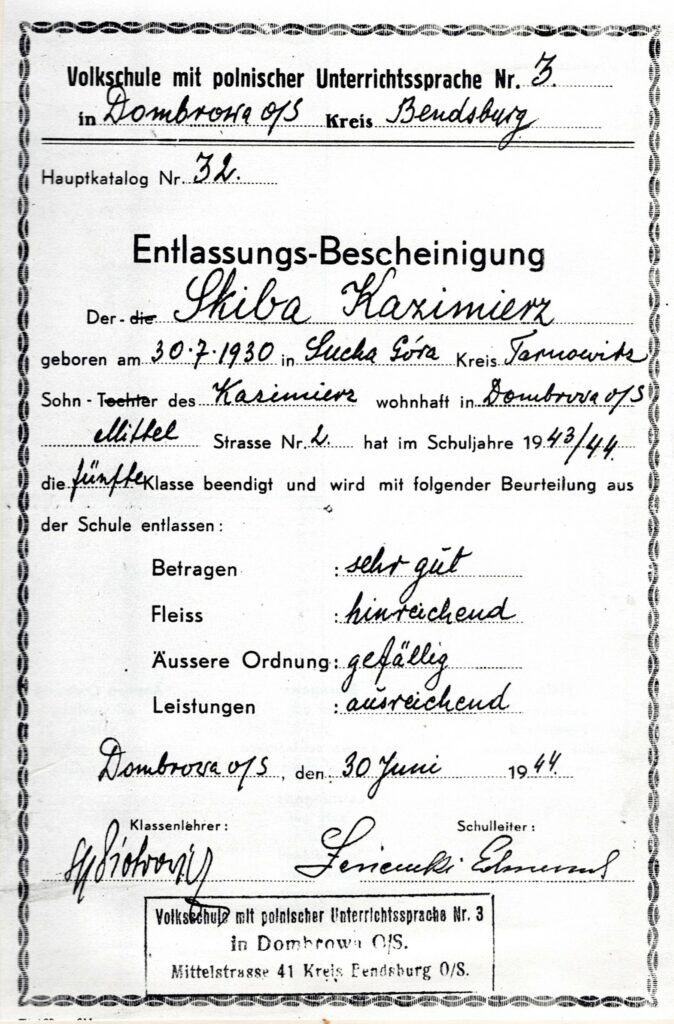 Volkschule mit polnischer Unterrichtssprache Nr. 3.
in Dombrowa O/S Kreis Bendsburg
Hauptkatalog Nr. 32.
Entlassungs-Bescheinigung
Der - die Skiba Kazimierz
geboren am 30.7.1930 in Sucha Góra Kreis Tarnowitz
Sohn - Tochter des Kazimierz wohnhaft in Dombrova O/S
Mittel Strasse Nr. 2. hat im Schuljahre 1943/44.
die fünfte Klasse beendigt und wird mit folgender Beurteilung aus
der Schule entlassen:
Betragen : sehr gut
Fleiss : hinreichend
Äussere Ordnung: gefällig
Leistungen : ausreichend
Dombrova O/S, den: 30 Juni 1944.
Klassenlehrer: Schulleiter:
Volksschule mit polnischer Unterrichtssprache Nr. 3
in Dombrowa O/S.
Mittelstrasse 41 Kreis Bendsburg O/S.